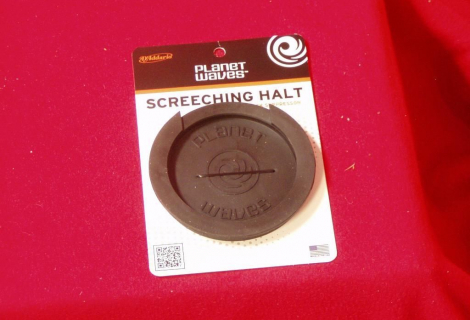 D'Addario
PLANET
WAVES
SCREECHING HALT
PLANET
WAVES